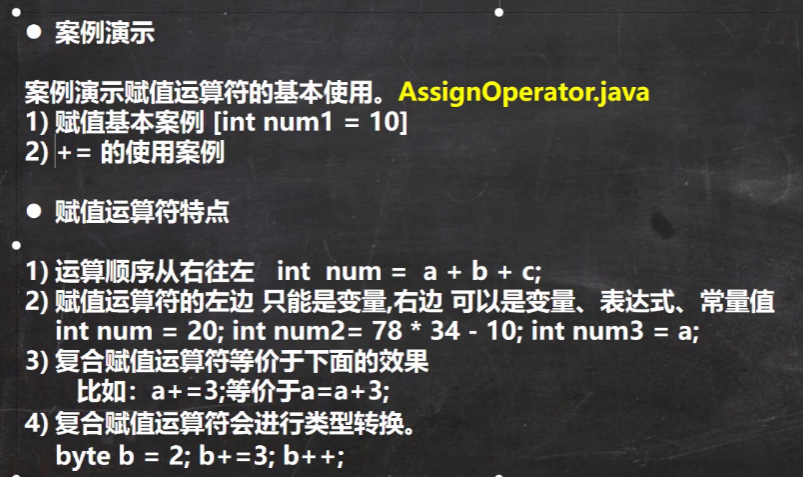 ● 案例演示
案例演示赋值运算符的基本使用。AssignOperator.java
1) 赋值基本案例 [int num1 = 10]
2) += 的使用案例
● 赋值运算符特点
1) 运算顺序从右往左 int num = a + b + c;
2) 赋值运算符的左边 只能是变量,右边 可以是变量、表达式、常量值
int num = 20; int num2= 78 * 34 - 10; int num3 = a;
3) 复合赋值运算符等价于下面的效果
比如：a+=3;等价于a=a+3;
4) 复合赋值运算符会进行类型转换。
byte b = 2; b+=3; b++;